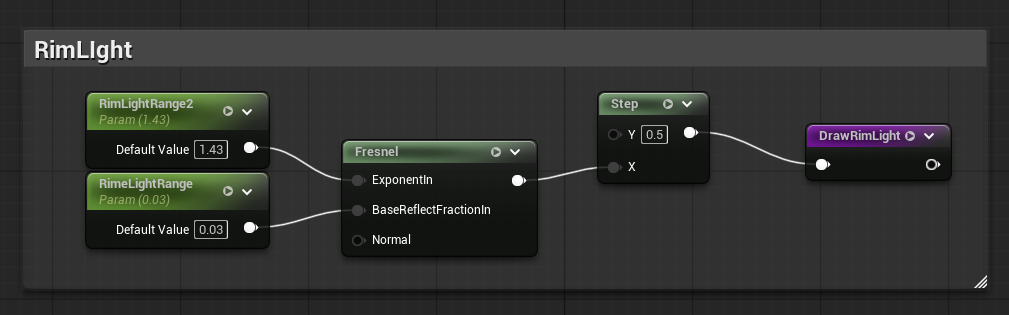 RimLIght
RimLightRange2
Param (1.43)
Default Value 1.43
RimeLightRange
Param (0.03)
Default Value 0.03
Fresnel
ExponentIn
BaseReflectFractionIn
Normal
Step
Y 0.5
X
DrawRimLight